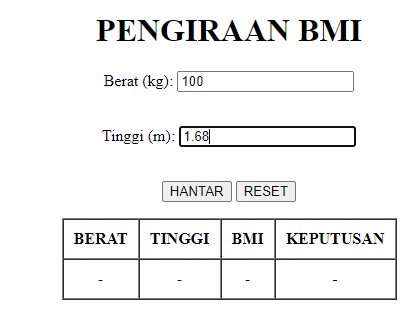 PENGIRAAN BMI
Berat (kg): 100
Tinggi (m): 1.68
HANTAR RESET
BERAT TINGGI BMI KEPUTUSAN
- - - -